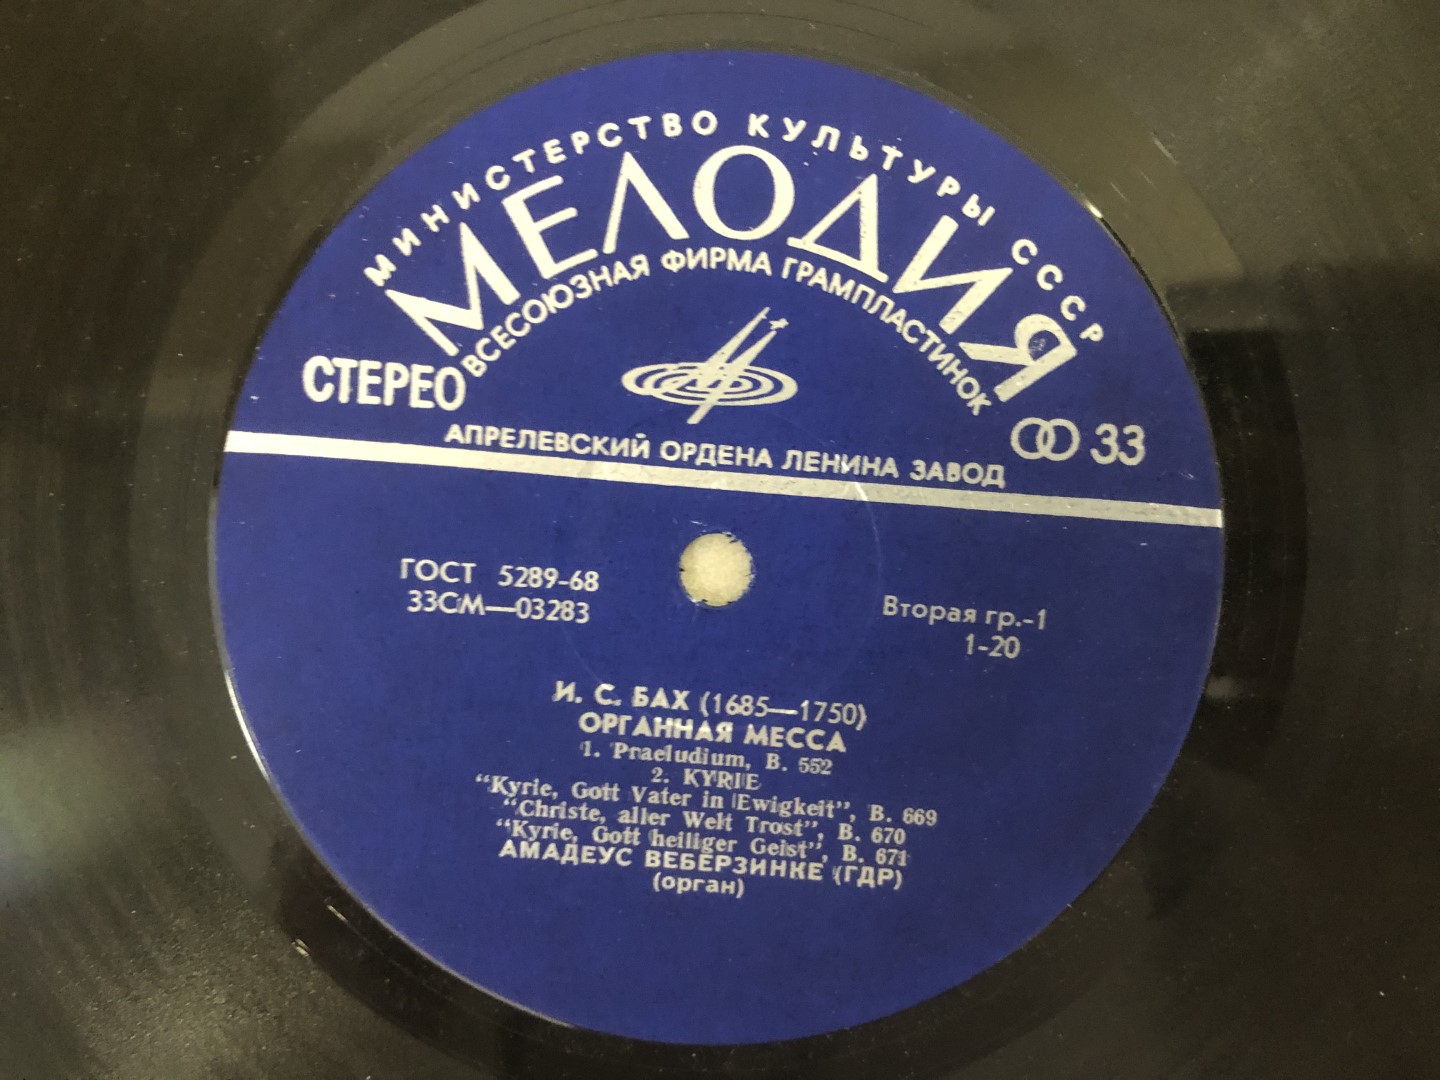 МИНИСТЕРСТВО КУЛЬТУРЫ СССР
МЕЛОДИЯ
ВСЕСОЮЗНАЯ ФИРМА ГРАМПЛАСТИНОК
СТЕРЕО
33
АПРЕЛЕВСКИЙ ОРДЕНА ЛЕНИНА ЗАВОД
ГОСТ 5289-68
33СМ—03283
Вторая гр.-1
1-20
И. С. БАХ (1685—1750)
ОРГАННАЯ МЕССА
1. Praeludium, B. 552
2. KYRIE
“Kyrie, Gott Vater in Ewigkeit”, B. 669
“Christe, aller Welt Trost”, B. 670
“Kyrie, Gott heiliger Geist”, B. 671
АМАДЕУС ВЕБЕРЗИНКЕ (ГДР)
(орган)